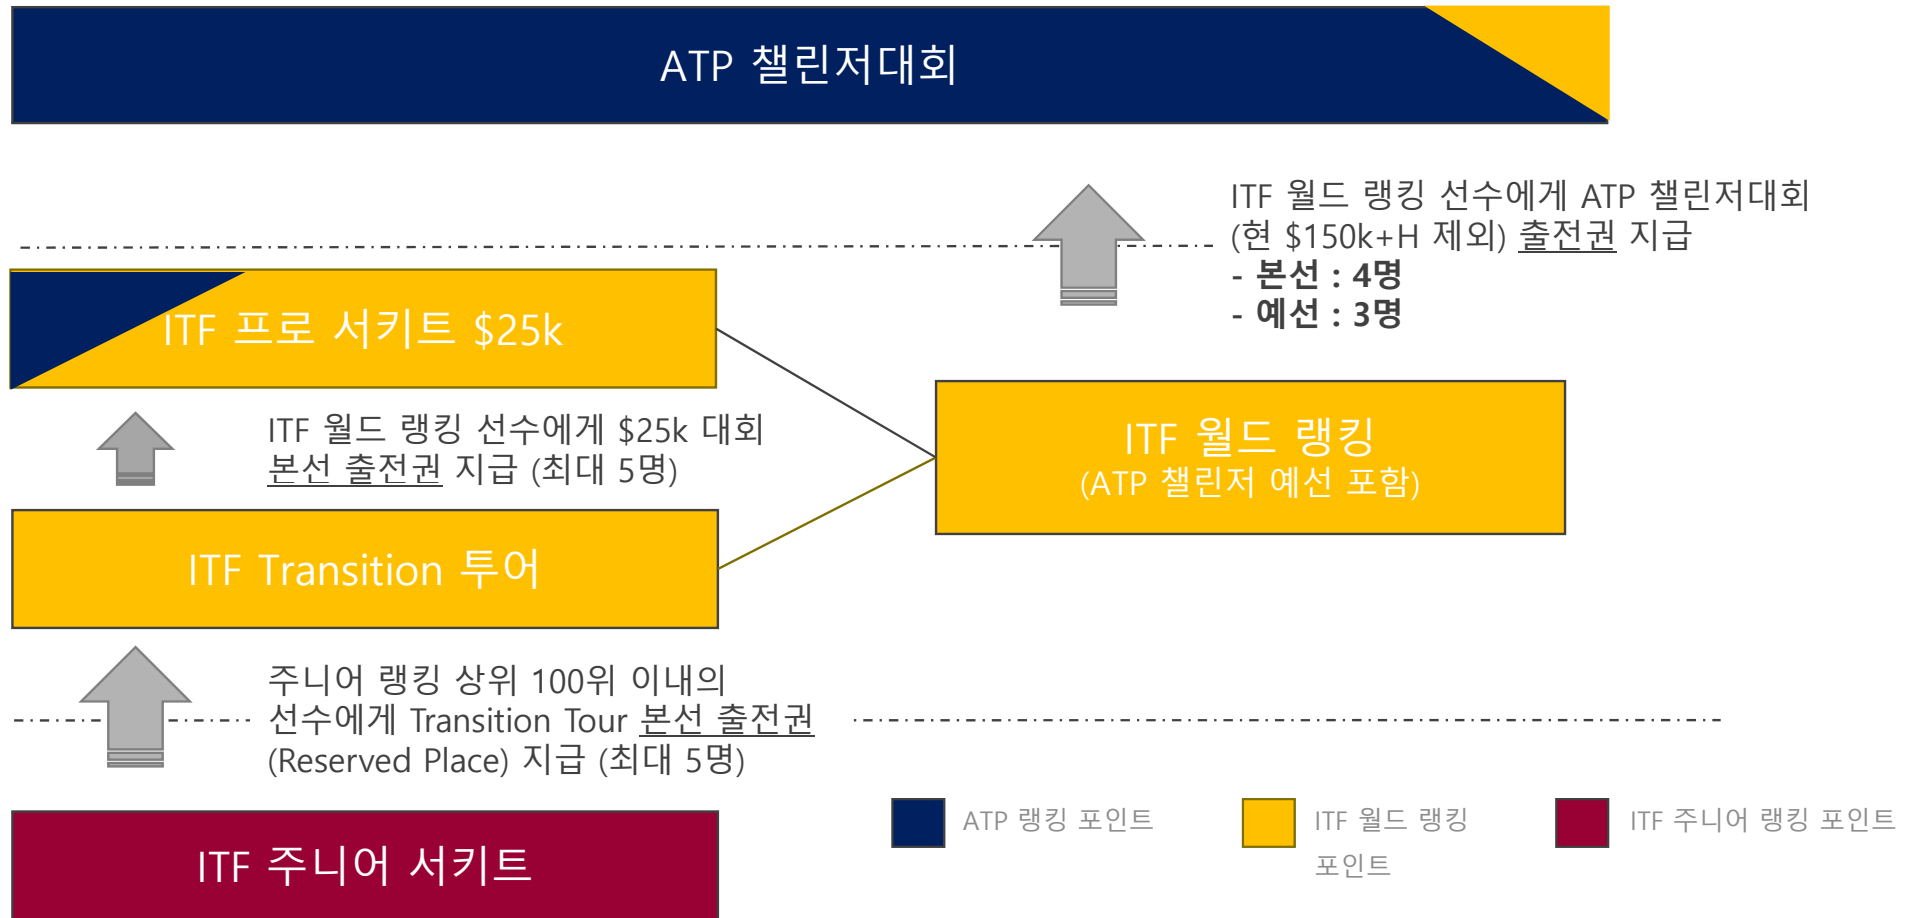 ATP 챌린저대회
ITF 월드 랭킹 선수에게 ATP 챌린저대회
(현 $150k+H 제외) 출전권 지급
- 본선 : 4명
- 예선 : 3명
ITF 프로 서키트 $25k
ITF 월드 랭킹 선수에게 $25k 대회
본선 출전권 지급 (최대 5명)
ITF 월드 랭킹
(ATP 챌린저 예선 포함)
ITF Transition 투어
주니어 랭킹 상위 100위 이내의
선수에게 Transition Tour 본선 출전권
(Reserved Place) 지급 (최대 5명)
ATP 랭킹 포인트
ITF 월드 랭킹
포인트
ITF 주니어 랭킹 포인트
ITF 주니어 서키트